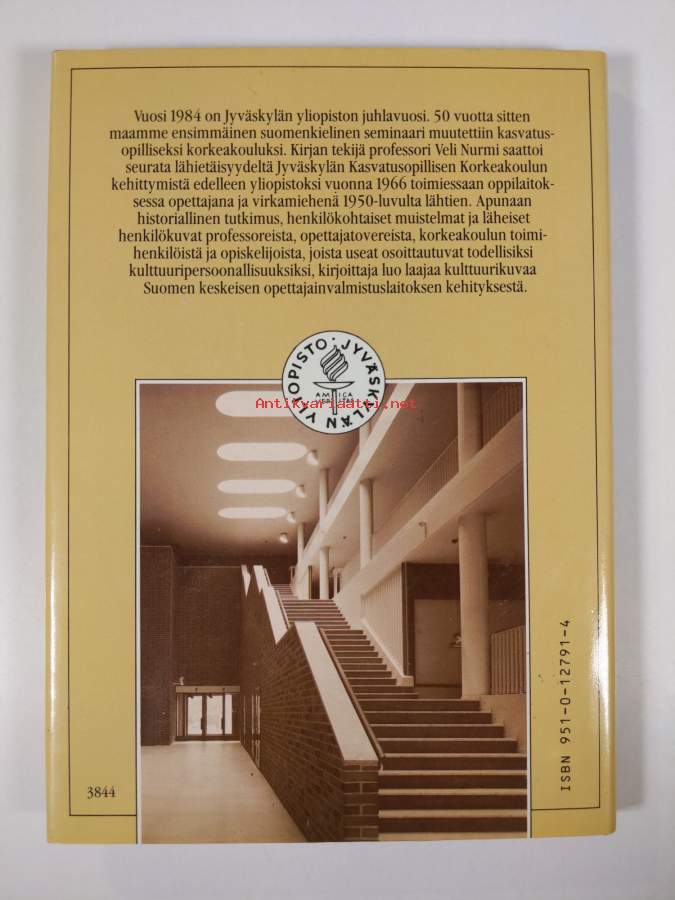 Vuosi 1984 on Jyväskylän yliopiston juhlavuosi. 50 vuotta sitten
maamme ensimmäinen suomenkielinen seminaari muutettiin kasvatus-
opilliseksi korkeakouluksi. Kirjan tekijä professori Veli Nurmi saattoi
seurata lähietäisyydeltä Jyväskylän Kasvatusopillisen Korkeakoulun
kehittymistä edelleen yliopistoksi vuonna 1966 toimiessaan oppilaitok-
sessa opettajana ja virkamiehenä 1950-luvulta lähtien. Apunaan
historiallinen tutkimus, henkilökohtaiset muistelmat ja läheiset
henkilökuvat professoreista, opettajatovereista, korkeakoulun toimi-
henkilöistä ja opiskelijoista, joista useat osoittautuvat todellisiksi
kulttuuripersoonallisuuksiksi, kirjoittaja luo laajaa kulttuurikuvaa
Suomen keskeisen opettajainvalmistuslaitoksen kehityksestä.
JYVÄSKYLÄN YLIOPISTO
AMICA
Antikvariaatti.net
ISBN 951-0-12791-4
3844